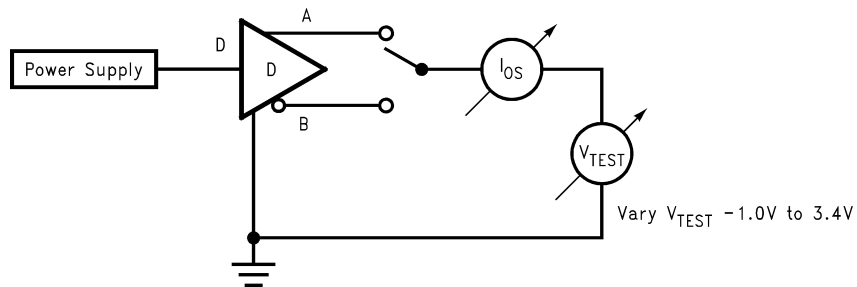 A
D
Power Supply
D
I_OS
B
V_TEST
Vary V_TEST −1.0V to 3.4V